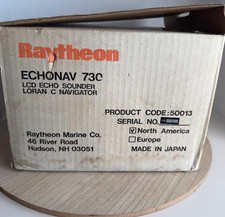 Raytheon
ECHONAV 730
LCD ECHO SOUNDER
LORAN C NAVIGATOR
PRODUCT CODE:50013
SERIAL NO.
North America
Europe
MADE IN JAPAN
Raytheon Marine Co.
46 River Road
Hudson, NH 03051